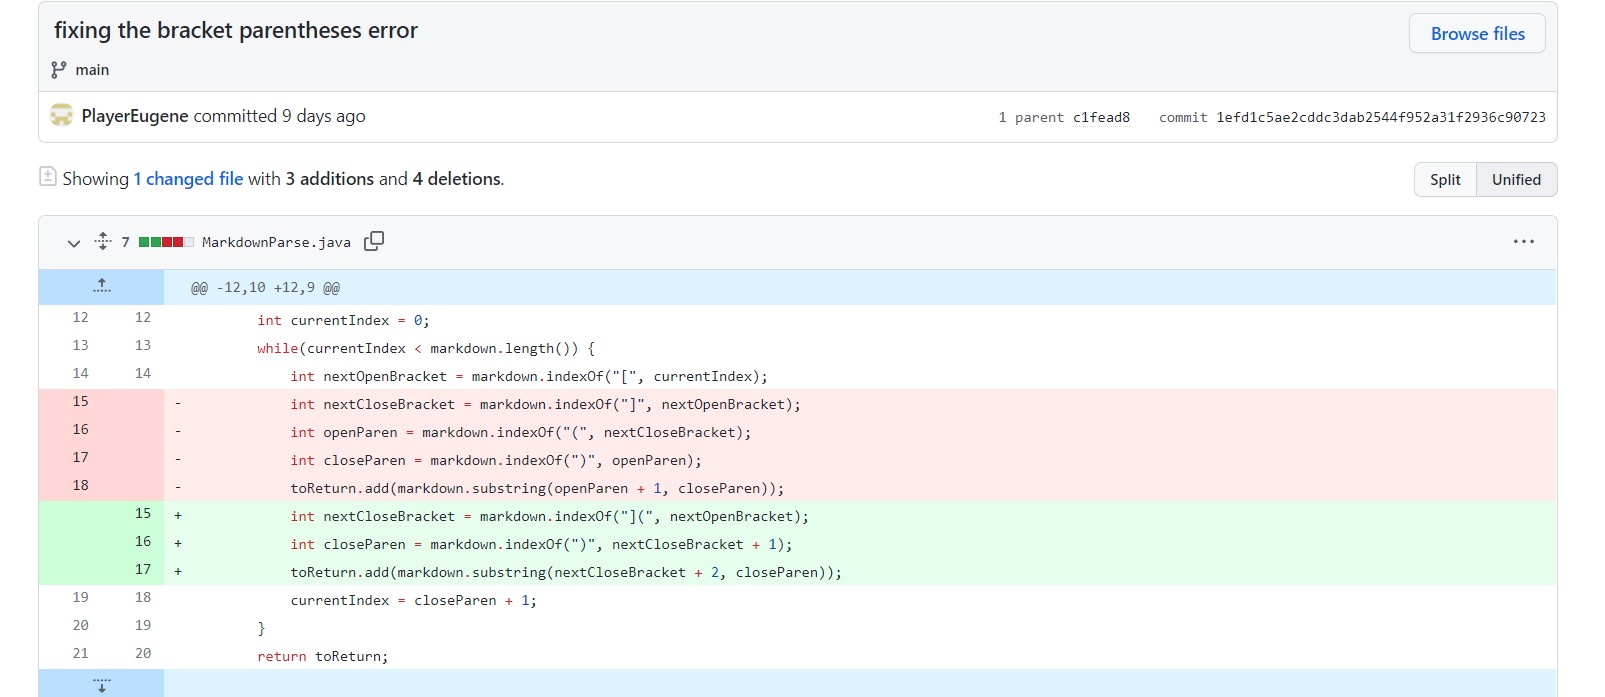 fixing the bracket parentheses error
Browse files
main
PlayerEugene committed 9 days ago
1 parent c1fead8 commit 1efd1c5ae2cddc3dab2544f952a31f2936c90723
Showing 1 changed file with 3 additions and 4 deletions.
Split Unified
7 MarkdownParse.java
@@ -12,10 +12,9 @@
12 12 int currentIndex = 0;
13 13 while(currentIndex < markdown.length()) {
14 14 int nextOpenBracket = markdown.indexOf("[", currentIndex);
15 - int nextCloseBracket = markdown.indexOf("]", nextOpenBracket);
16 - int openParen = markdown.indexOf("(", nextCloseBracket);
17 - int closeParen = markdown.indexOf(")", openParen);
18 - toReturn.add(markdown.substring(openParen + 1, closeParen));
15 + int nextCloseBracket = markdown.indexOf("](", nextOpenBracket);
16 + int closeParen = markdown.indexOf(")", nextCloseBracket + 1);
17 + toReturn.add(markdown.substring(nextCloseBracket + 2, closeParen));
19 18 currentIndex = closeParen + 1;
20 19 }
21 20 return toReturn;